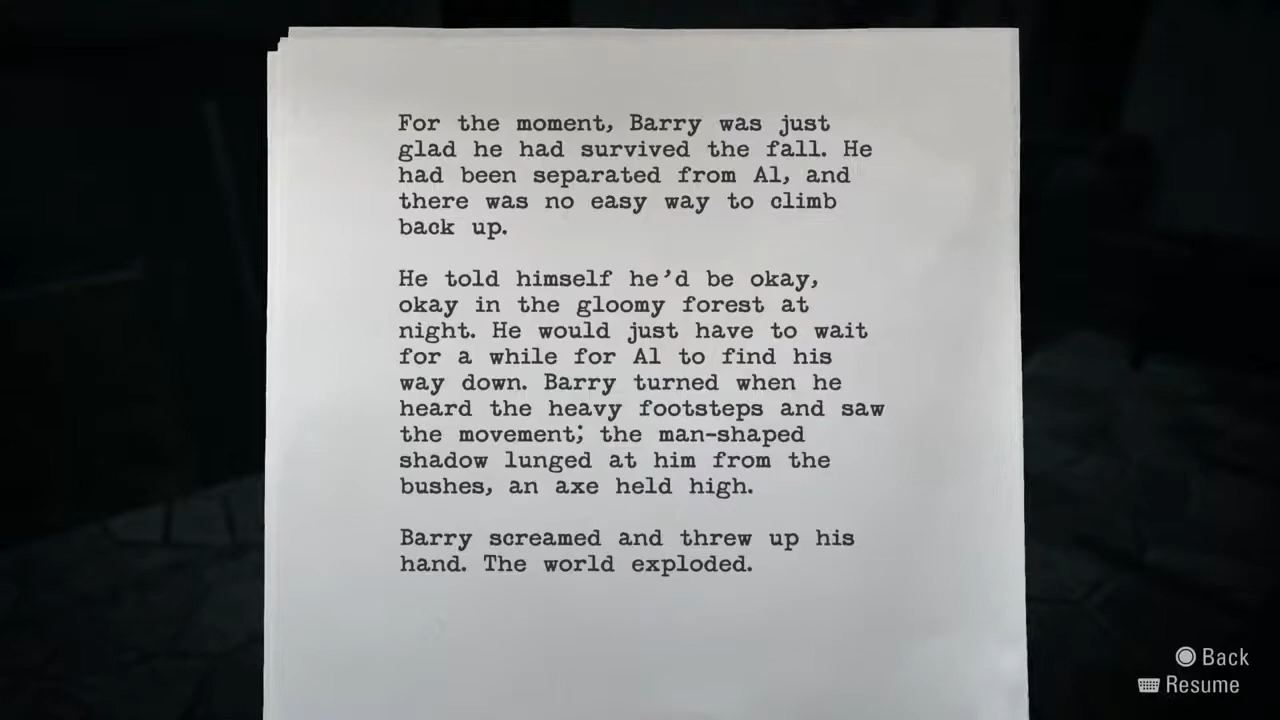 For the moment, Barry was just
glad he had survived the fall. He
had been separated from Al, and
there was no easy way to climb
back up.
He told himself he’d be okay,
okay in the gloomy forest at
night. He would just have to wait
for a while for Al to find his
way down. Barry turned when he
heard the heavy footsteps and saw
the movement; the man-shaped
shadow lunged at him from the
bushes, an axe held high.
Barry screamed and threw up his
hand. The world exploded.
Back
Resume